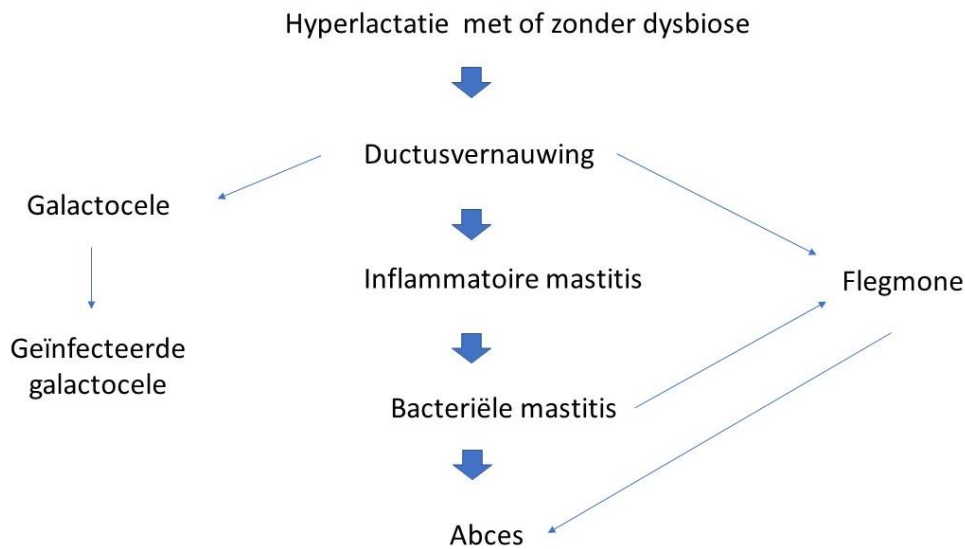 Hyperlactatie met of zonder dysbiose
Ductusvernauwing
Galactocele
Inflammatoire mastitis
Flegmone
Geïnfecteerde
galactocele
Bacteriële mastitis
Abces